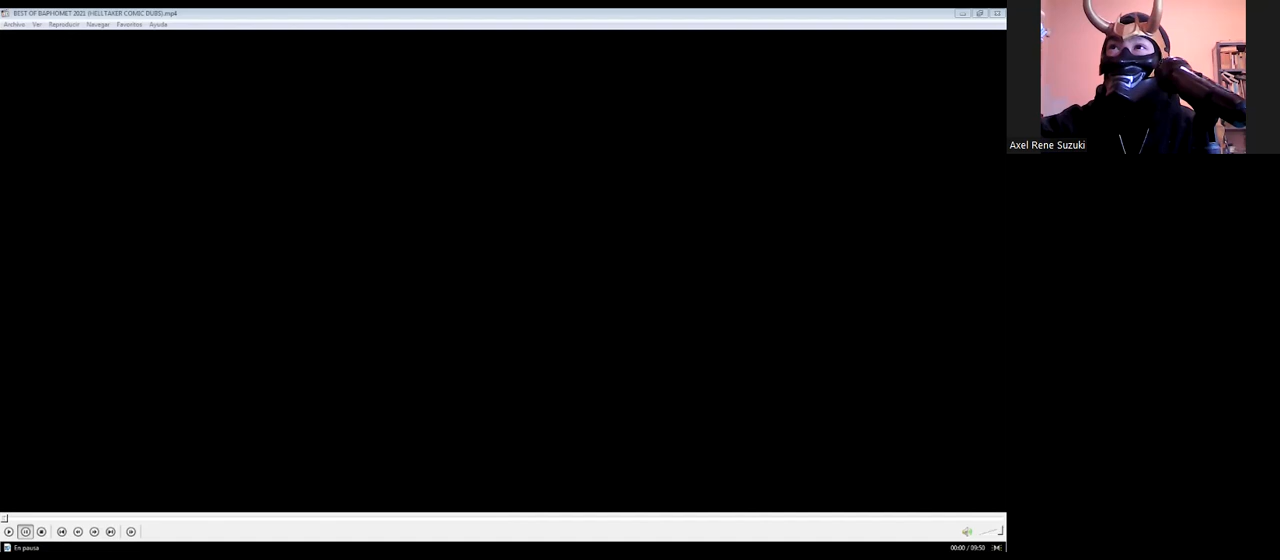 BEST OF BAPHOMET 2021 (HELLTAKER COMIC DUBS).mp4
Archivo Ver Reproducir Navegar Favoritos Ayuda
Axel Rene Suzuki
En pausa 00:00 / 09:50